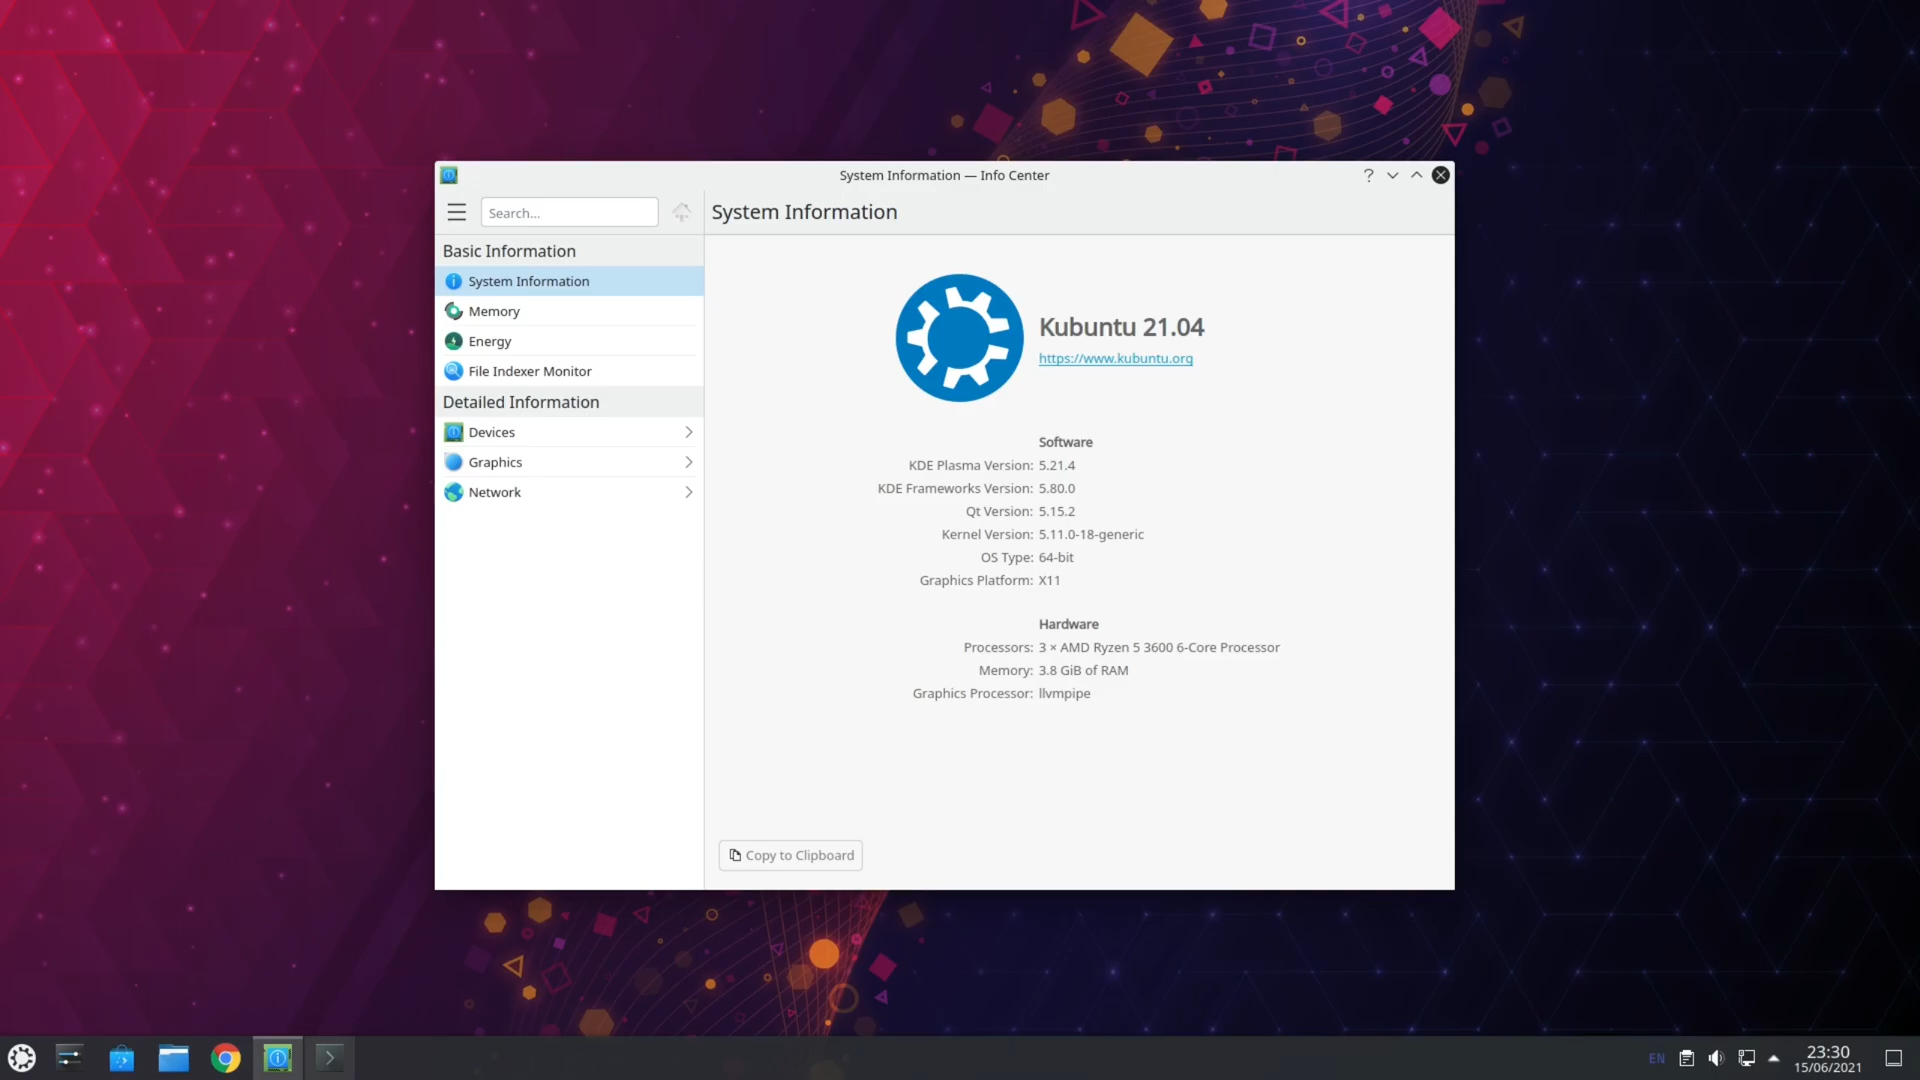 System Information — Info Center
Search...
System Information
Basic Information
System Information
Memory
Energy
File Indexer Monitor
Detailed Information
Devices
Graphics
Network
Kubuntu 21.04
https://www.kubuntu.org
Software
KDE Plasma Version: 5.21.4
KDE Frameworks Version: 5.80.0
Qt Version: 5.15.2
Kernel Version: 5.11.0-18-generic
OS Type: 64-bit
Graphics Platform: X11
Hardware
Processors: 3 × AMD Ryzen 5 3600 6-Core Processor
Memory: 3.8 GiB of RAM
Graphics Processor: llvmpipe
Copy to Clipboard
EN
23:30
15/06/2021